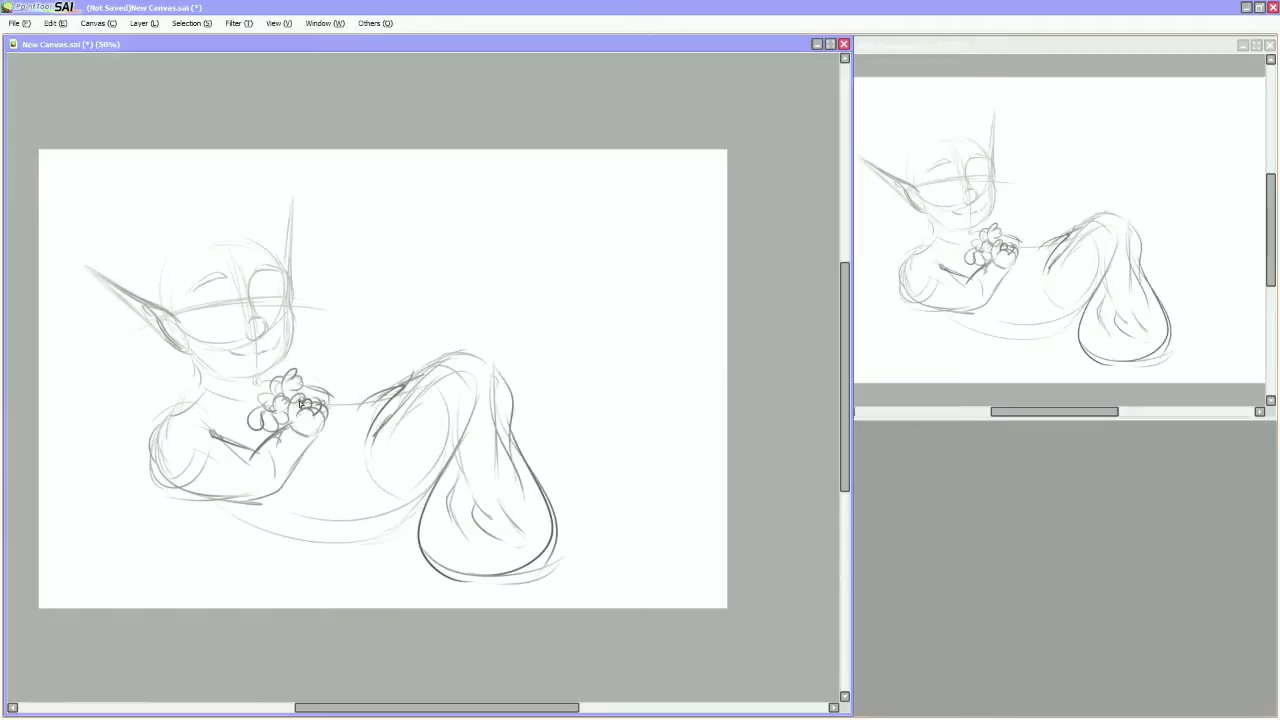 PaintTool SAI (Not Saved)New Canvas.sai (*)
File (F) Edit (E) Canvas (C) Layer (L) Selection (S) Filter (T) View (V) Window (W) Others (O)
New Canvas.sai (*) (50%)